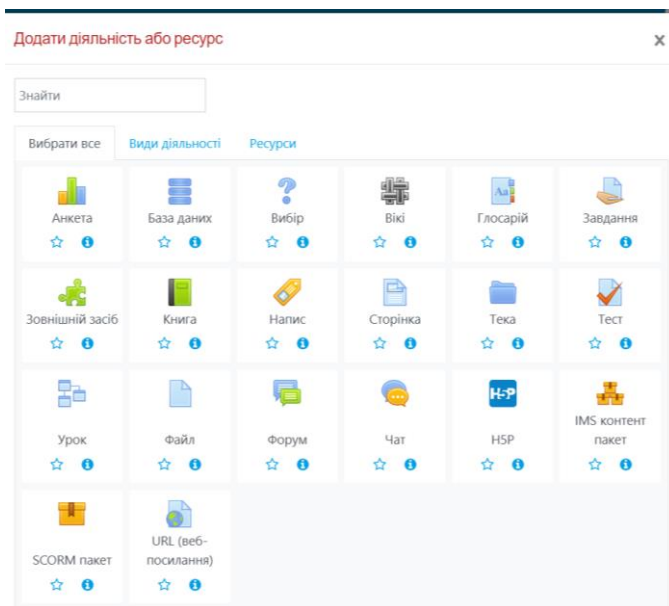 Додати діяльність або ресурс
×
Знайти
Вибрати все Види діяльності Ресурси
Анкета База даних Вибір Вікі Глосарій Завдання
Зовнішній засіб Книга Напис Сторінка Тека Тест
Урок Файл Форум Чат H5P IMS контент
пакет
SCORM пакет URL (веб-
посилання)